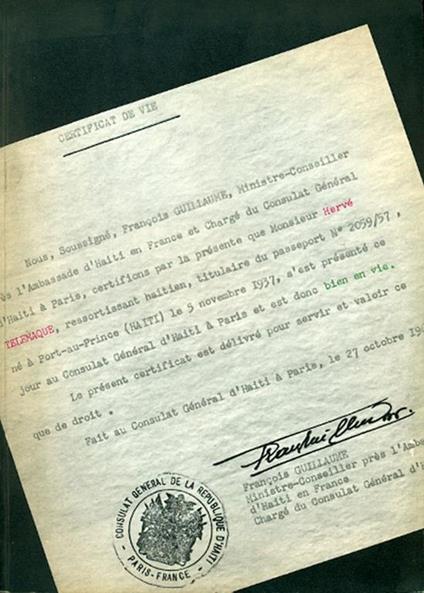 CERTIFICAT DE VIE
Nous, Soussigné, François GUILLAUME, Ministre-Conseiller
près l'Ambassade d'Haïti en France et Chargé du Consulat Général
d'Haïti à Paris, certifions par la présente que Monsieur Hervé
TELEMAQUE, ressortissant haïtien, titulaire du passeport N° 2059/57,
né à Port-au-Prince (HAITI) le 5 novembre 1937, s'est présenté ce
jour au Consulat Général d'Haïti à Paris et est donc bien en vie.
Le présent certificat est délivré pour servir et valoir ce
que de droit .
Fait au Consulat Général d'Haïti à Paris, le 27 octobre
François GUILLAUME
Ministre-Conseiller près l'Amba
d'Haïti en France
Chargé du Consulat Général d'H
CONSULAT GENERAL DE LA REPUBLIQUE D'HAITI
PARIS-FRANCE